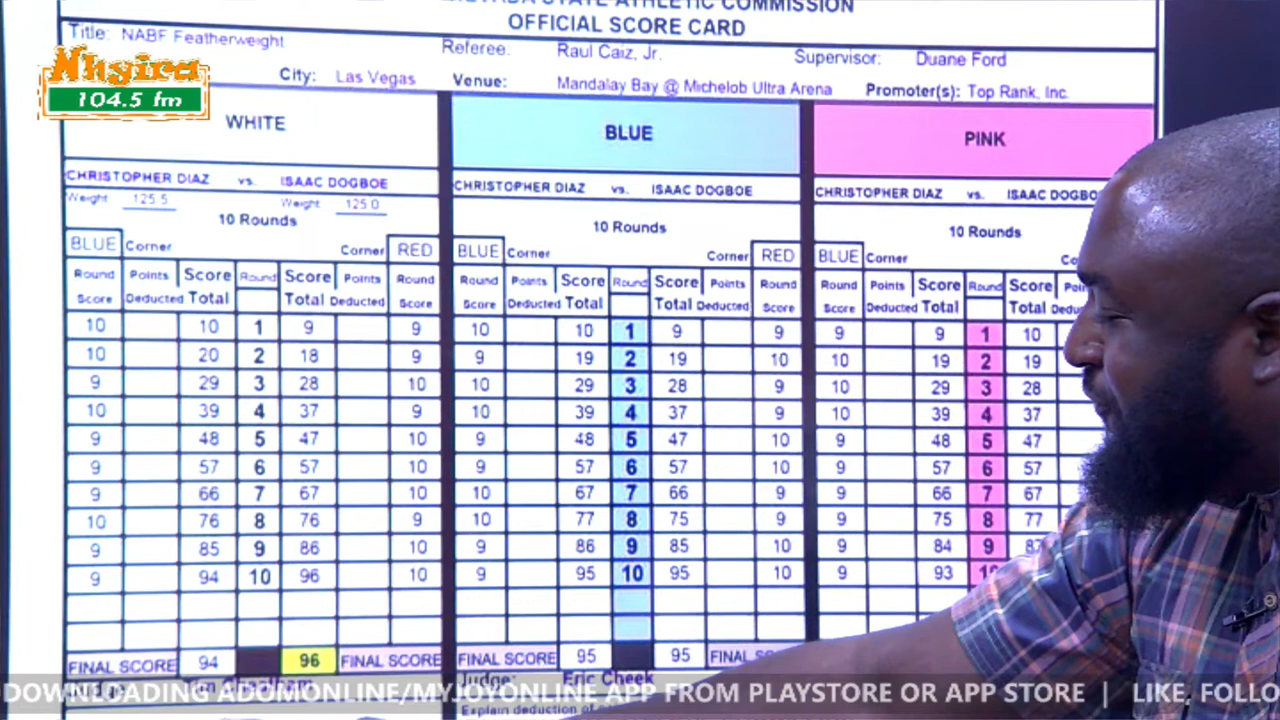 NEVADA STATE ATHLETIC COMMISSION
OFFICIAL SCORE CARD
Title: NABF Featherweight Referee: Raul Caiz, Jr. Supervisor: Duane Ford
City: Las Vegas Venue: Mandalay Bay @ Michelob Ultra Arena Promoter(s): Top Rank, Inc.
Nhyira
104.5 fm
WHITE BLUE PINK
CHRISTOPHER DIAZ vs. ISAAC DOGBOE CHRISTOPHER DIAZ vs. ISAAC DOGBOE CHRISTOPHER DIAZ vs. ISAAC DOGBO
Weight 125.5 Weight 125.0
10 Rounds 10 Rounds 10 Rounds
BLUE Corner Corner RED BLUE Corner Corner RED BLUE Corner Co
Round Points Score Round Score Points Round Round Points Score Round Score Points Round Round Points Score Round Score Poi
Score Deducted Total Total Deducted Score Score Deducted Total Total Deducted Score Score Deducted Total Total Dedu
10 10 1 9 9 10 10 1 9 9 9 9 1 10
10 20 2 18 9 9 19 2 19 10 10 19 2 19
9 29 3 28 10 10 29 3 28 9 10 29 3 28
10 39 4 37 9 10 39 4 37 9 10 39 4 37
9 48 5 47 10 9 48 5 47 10 9 48 5 47
9 57 6 57 10 9 57 6 57 10 9 57 6 57
9 66 7 67 10 10 67 7 66 9 9 66 7 67
10 76 8 76 9 10 77 8 75 9 9 75 8 77
9 85 9 86 10 9 86 9 85 10 9 84 9
9 94 10 96 10 9 95 10 95 10 9 93 10
FINAL SCORE 94 96 FINAL SCORE FINAL SCORE 95 95 FINAL SC
Judge: Eric Cheek
Explain deduction of
DOWNLOADING ADOMONLINE/MYJOYONLINE APP FROM PLAYSTORE OR APP STORE | LIKE, FOLLO